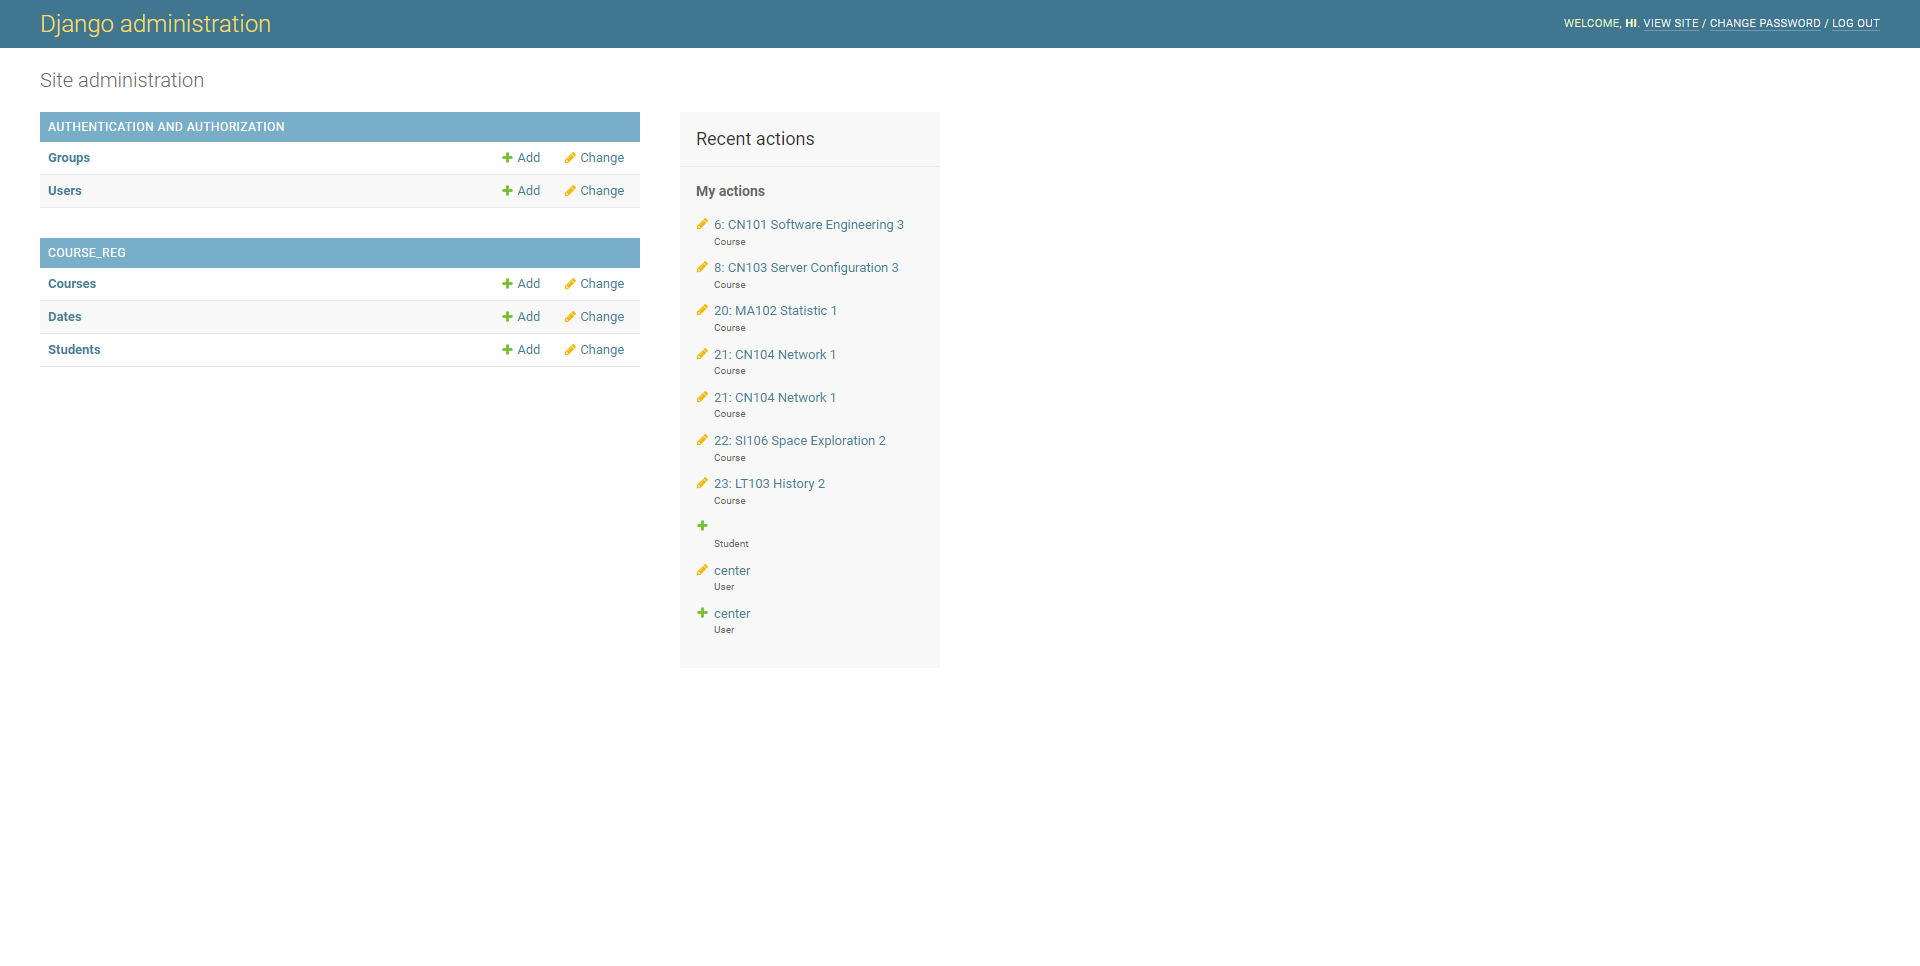 Django administration
WELCOME, HI. VIEW SITE / CHANGE PASSWORD / LOG OUT
Site administration
AUTHENTICATION AND AUTHORIZATION
Groups Add Change
Users Add Change
COURSE_REG
Courses Add Change
Dates Add Change
Students Add Change
Recent actions
My actions
6: CN101 Software Engineering 3
Course
8: CN103 Server Configuration 3
Course
20: MA102 Statistic 1
Course
21: CN104 Network 1
Course
21: CN104 Network 1
Course
22: SI106 Space Exploration 2
Course
23: LT103 History 2
Course
Student
center
User
center
User